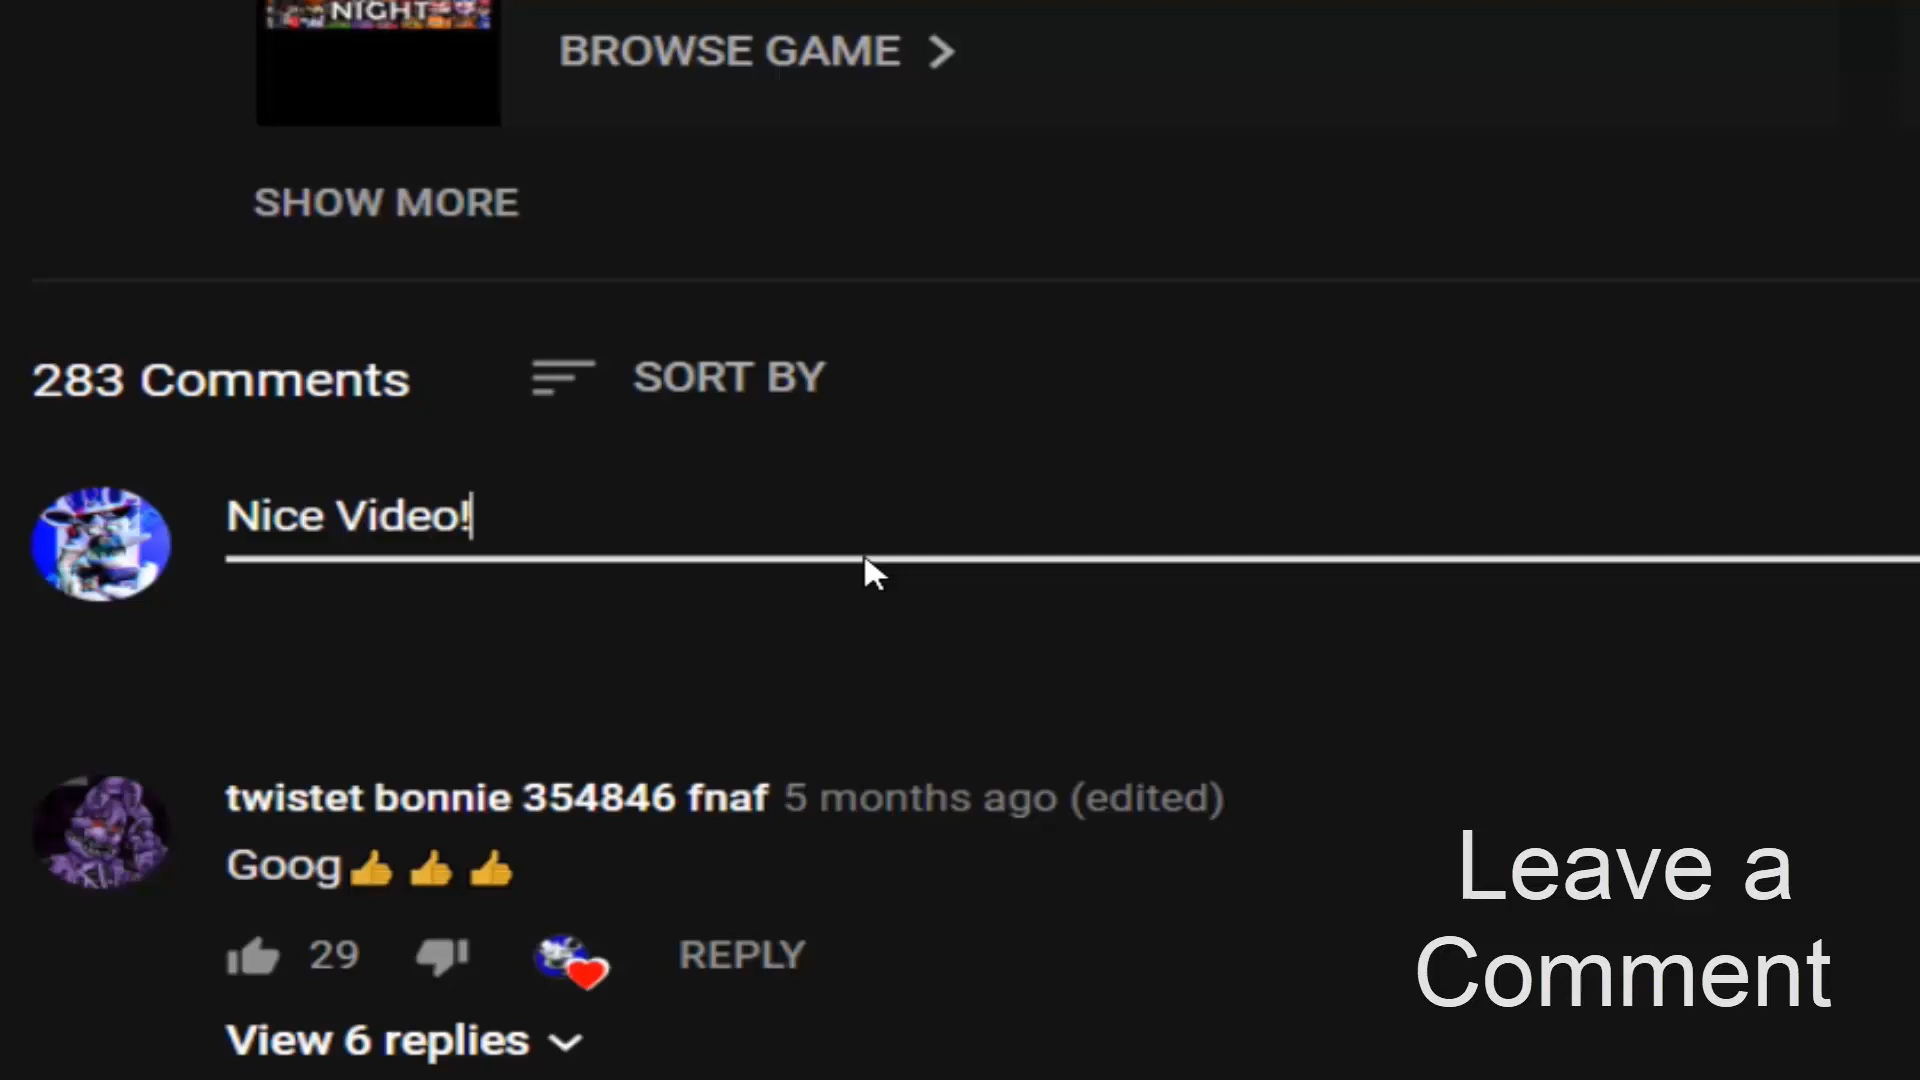 NIGHT
BROWSE GAME
SHOW MORE
283 Comments
SORT BY
Nice Video!
twistet bonnie 354846 fnaf 5 months ago (edited)
Goog👍👍👍
29
REPLY
View 6 replies
Leave a
Comment